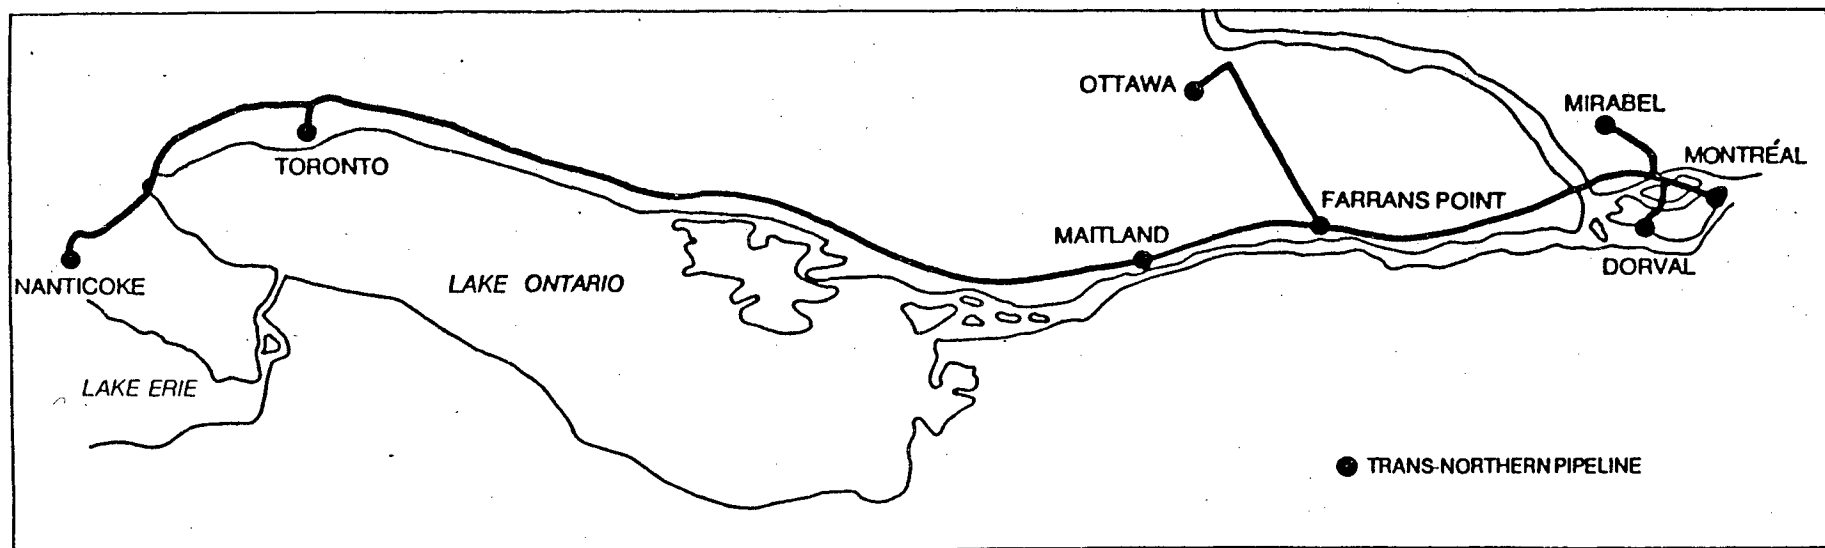 OTTAWA
MIRABEL
MONTRÉAL
TORONTO
FARRANS POINT
MAITLAND
DORVAL
NANTICOKE
LAKE ONTARIO
LAKE ERIE
TRANS-NORTHERN PIPELINE